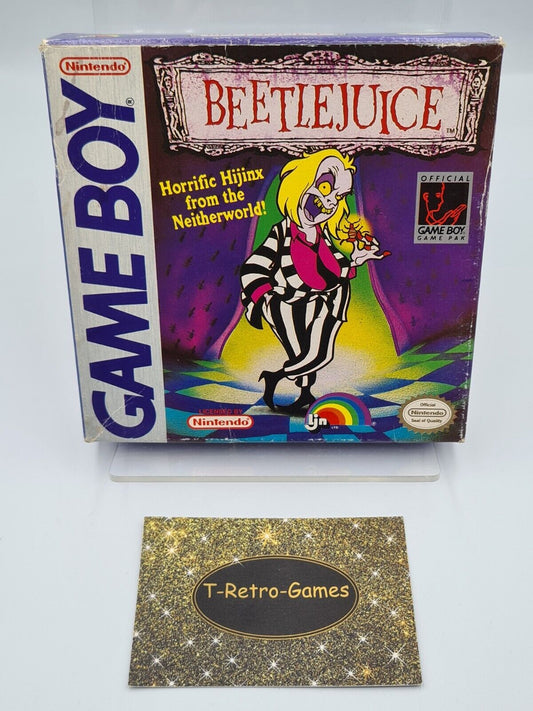 Nintendo
GAME BOY
BEETLEJUICE
TM
Horrific Hijinx
from the
Neitherworld!
OFFICIAL
GAME BOY
GAME PAK
LICENSED BY
Nintendo
ljn
LTD
Official
Nintendo
Seal of Quality
T-Retro-Games